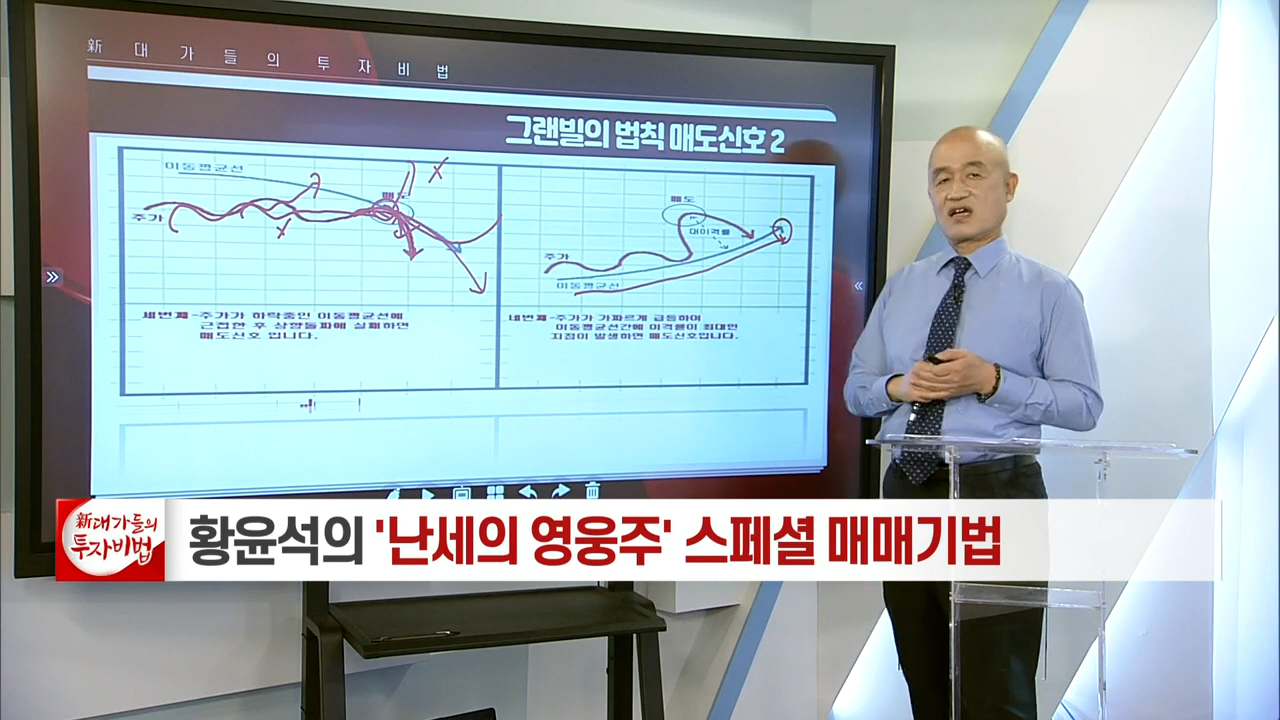 新 대가들의 투자비법
그랜빌의 법칙 매도신호 2
이동평균선
매도
주가
X
X
세번째-주가가 하락중인 이동평균선에
근접한 후 상향돌파에 실패하면
매도신호 입니다.
매도
대이격률
주가
이동평균선
네번째-주가가 가파르게 급등하여
이동평균선간에 이격률이 최대인
지점이 발생하면 매도신호입니다.
新대가들의
투자비법
황윤석의 '난세의 영웅주' 스페셜 매매기법